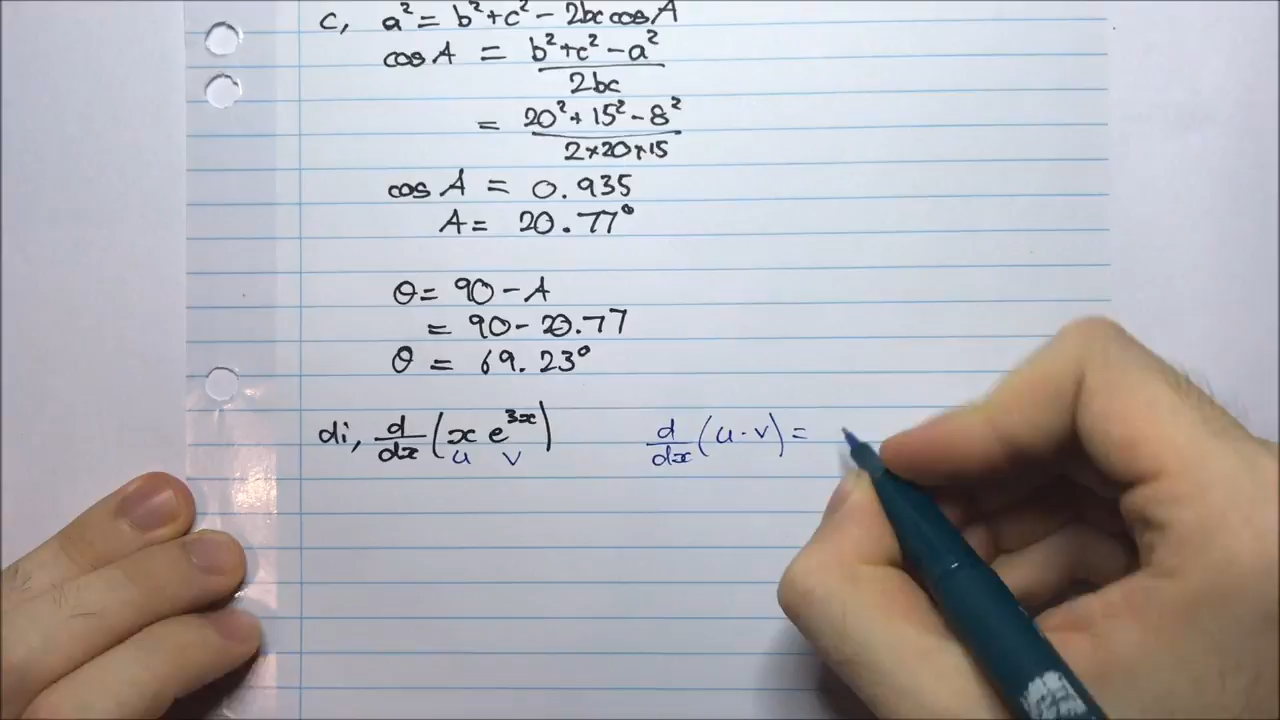 c, a² = b² + c² - 2bc cos A
cos A = b² + c² - a² / 2bc
= 20² + 15² - 8² / 2×20×15
cos A = 0.935
A = 20.77°
θ = 90 - A
= 90 - 20.77
θ = 69.23°
di, d/dx (x e^3x) d/dx (u·v) =
u v